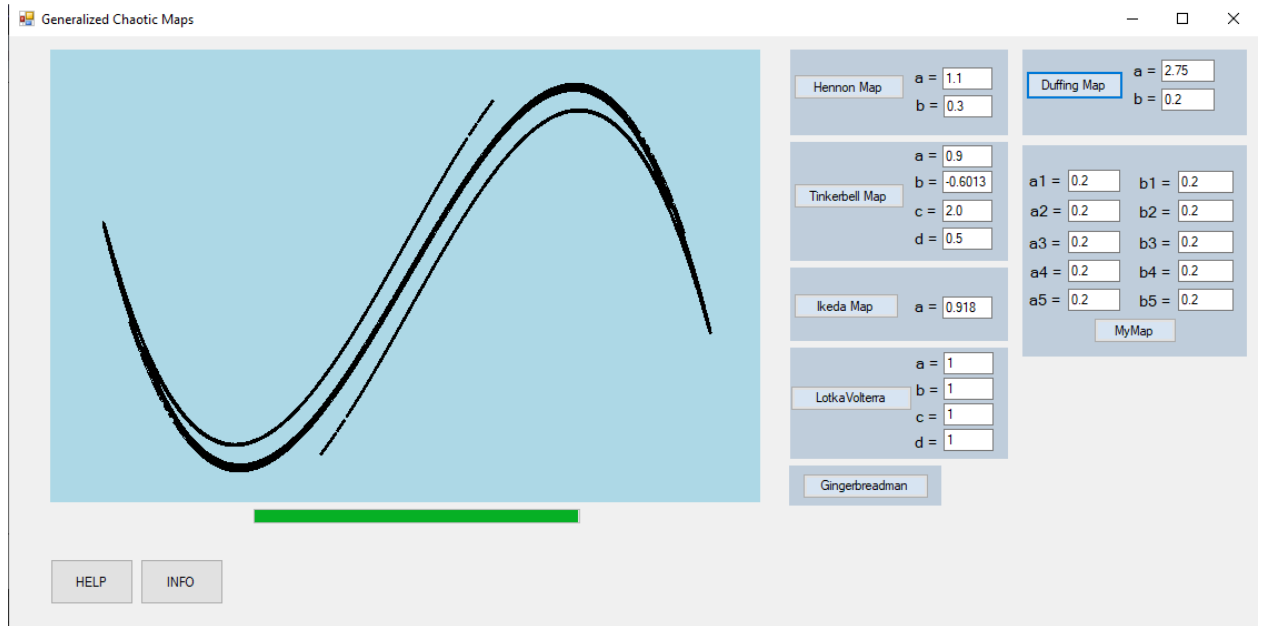 Generalized Chaotic Maps
Hennon Map
a = 1.1
b = 0.3
Tinkerbell Map
a = 0.9
b = -0.6013
c = 2.0
d = 0.5
Ikeda Map
a = 0.918
LotkaVolterra
a = 1
b = 1
c = 1
d = 1
Gingerbreadman
Duffing Map
a = 2.75
b = 0.2
a1 = 0.2 b1 = 0.2
a2 = 0.2 b2 = 0.2
a3 = 0.2 b3 = 0.2
a4 = 0.2 b4 = 0.2
a5 = 0.2 b5 = 0.2
MyMap
HELP INFO